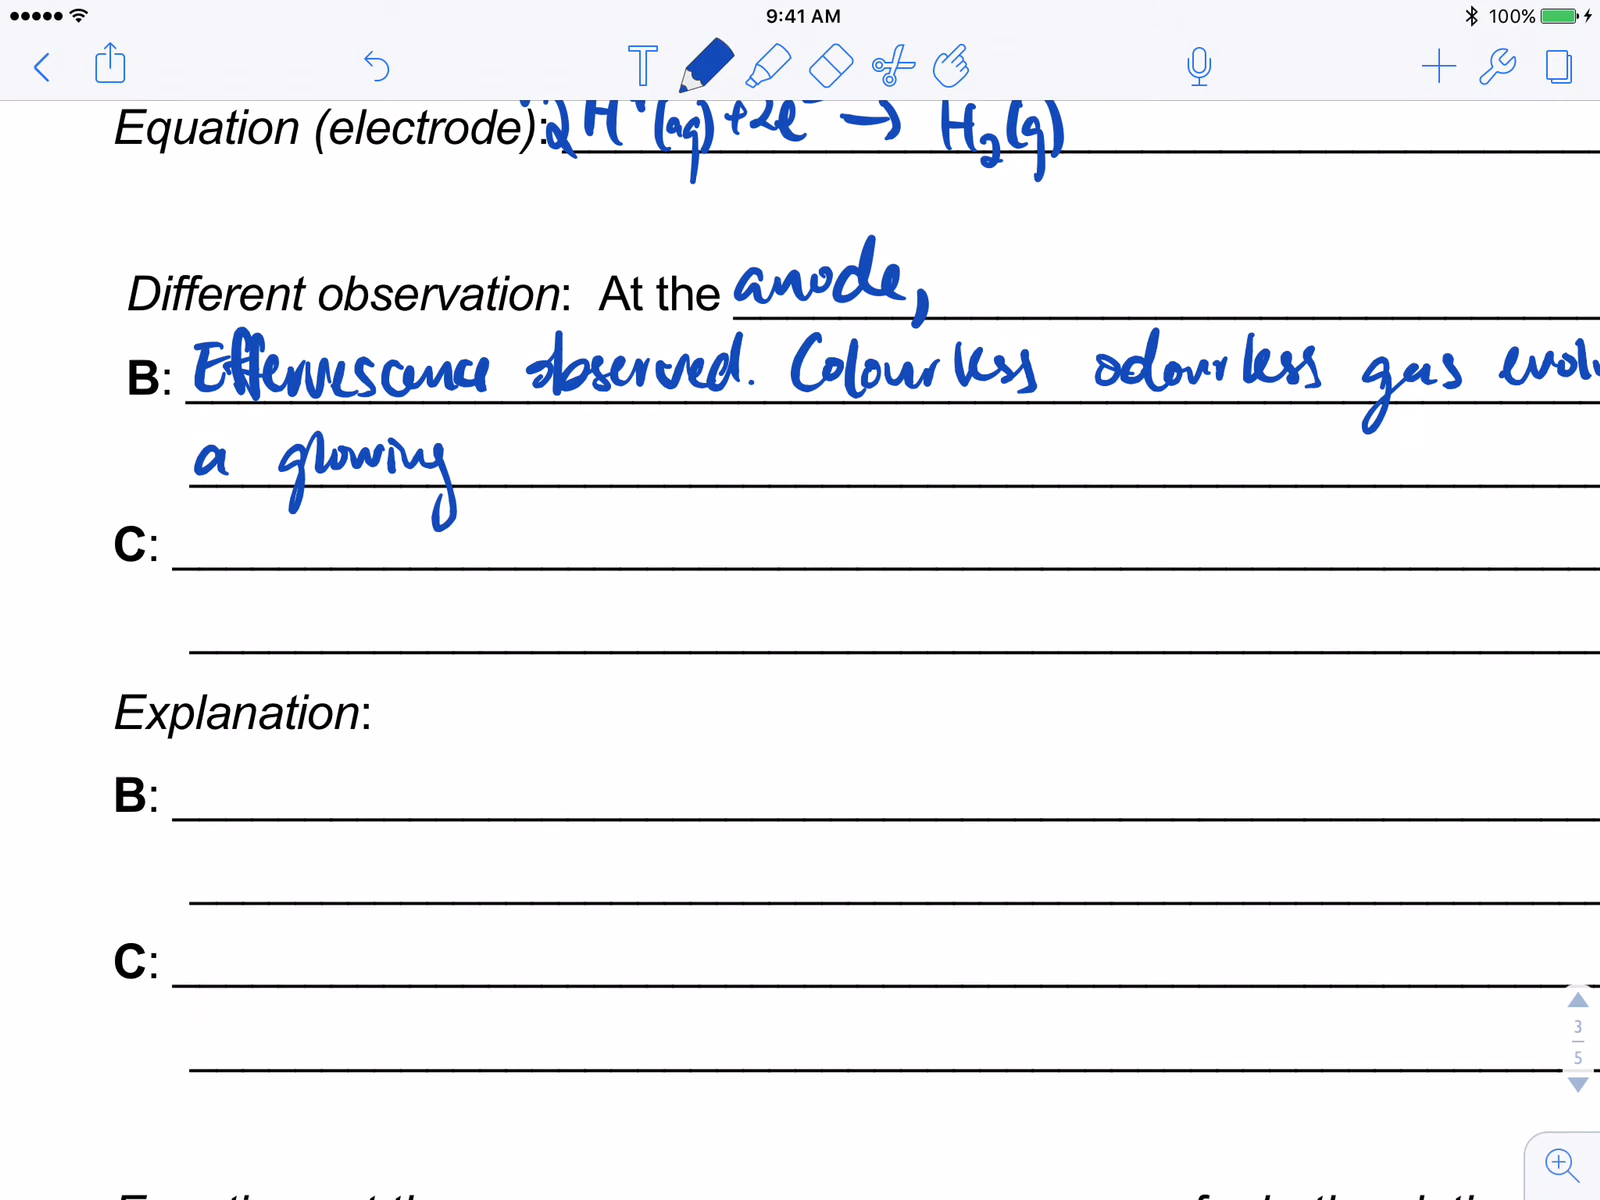 9:41 AM
100%
T
Equation (electrode): 2H⁺(aq) + 2e⁻ → H₂(g)
Different observation: At the anode,
B: Effervescence observed. Colourless odourless gas evol
a glowing
C:
Explanation:
B:
C:
3
5